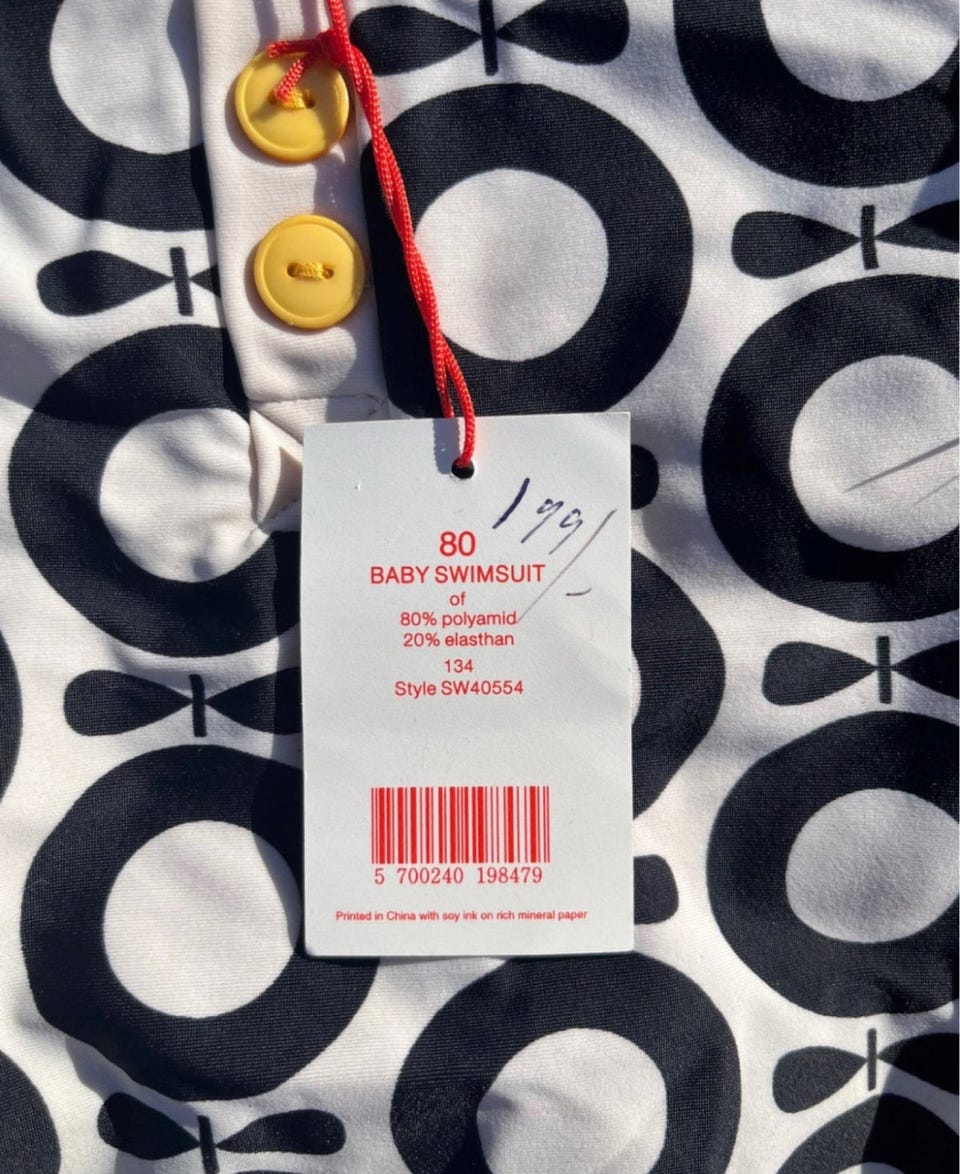 199/-
80
BABY SWIMSUIT
of
80% polyamid
20% elasthan
134
Style SW40554
5 700240 198479
Printed in China with soy ink on rich mineral paper